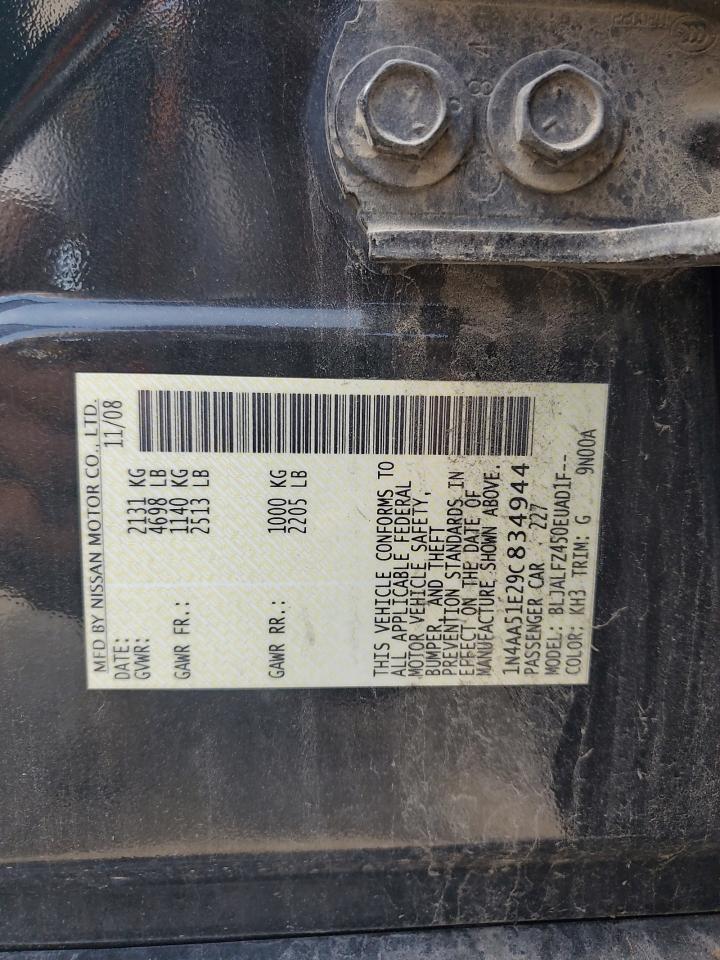 MFD BY NISSAN MOTOR CO., LTD.
DATE: 11/08
GVWR: 2131 KG
4698 LB
GAWR FR.: 1140 KG
2513 LB
GAWR RR.: 1000 KG
2205 LB
THIS VEHICLE CONFORMS TO
ALL APPLICABLE FEDERAL
MOTOR VEHICLE SAFETY,
BUMPER, AND THEFT
PREVENTION STANDARDS IN
EFFECT ON THE DATE OF
MANUFACTURE SHOWN ABOVE.
1N4AA51E29C834944
PASSENGER CAR 227
MODEL: BLJALFZ450EUAD1F--
COLOR: KH3 TRIM: G 9N00A